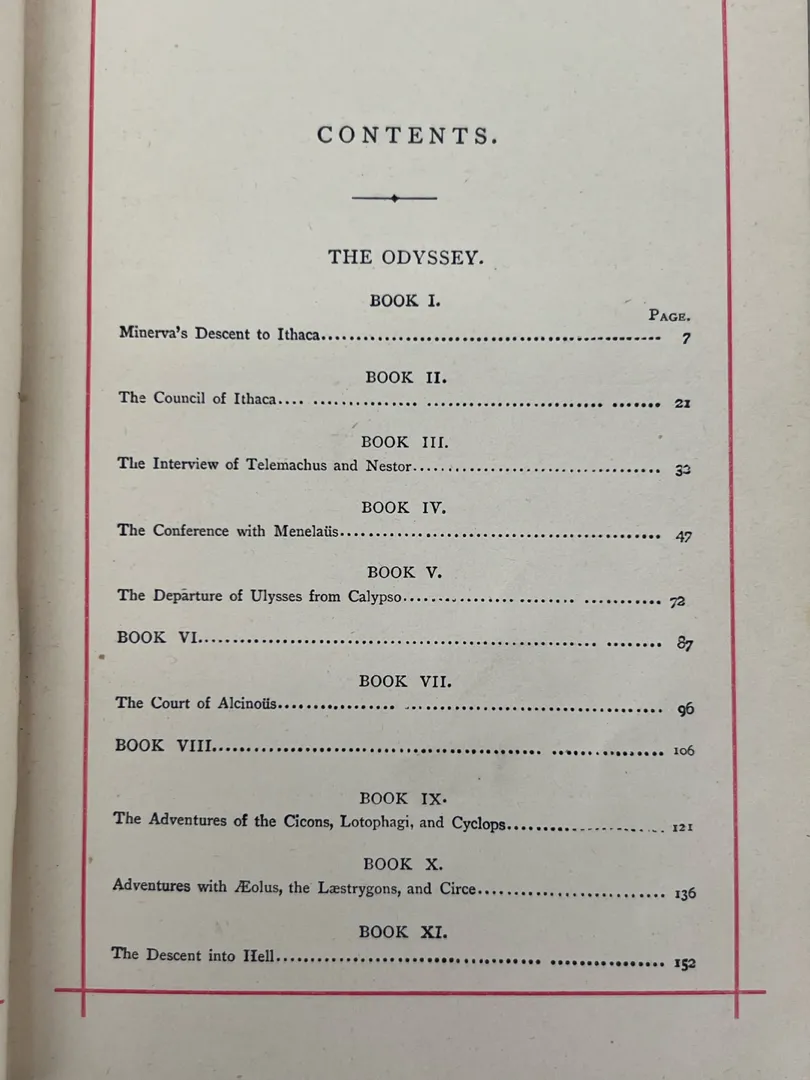 CONTENTS.
THE ODYSSEY.
BOOK I.
PAGE.
Minerva's Descent to Ithaca........................................................ 7
BOOK II.
The Council of Ithaca.... ............... ......................... ....... 21
BOOK III.
The Interview of Telemachus and Nestor.................................... 33
BOOK IV.
The Conference with Menelaüs.............................................. 47
BOOK V.
The Departure of Ulysses from Calypso................ ........ ........... 72
BOOK VI......................................................... ........ 87
BOOK VII.
The Court of Alcinoüs................. ..................................... 96
BOOK VIII................................................ ................ 106
BOOK IX.
The Adventures of the Cicons, Lotophagi, and Cyclops...................... 121
BOOK X.
Adventures with Æolus, the Læstrygons, and Circe........................... 136
BOOK XI.
The Descent into Hell...................................... ................. 152